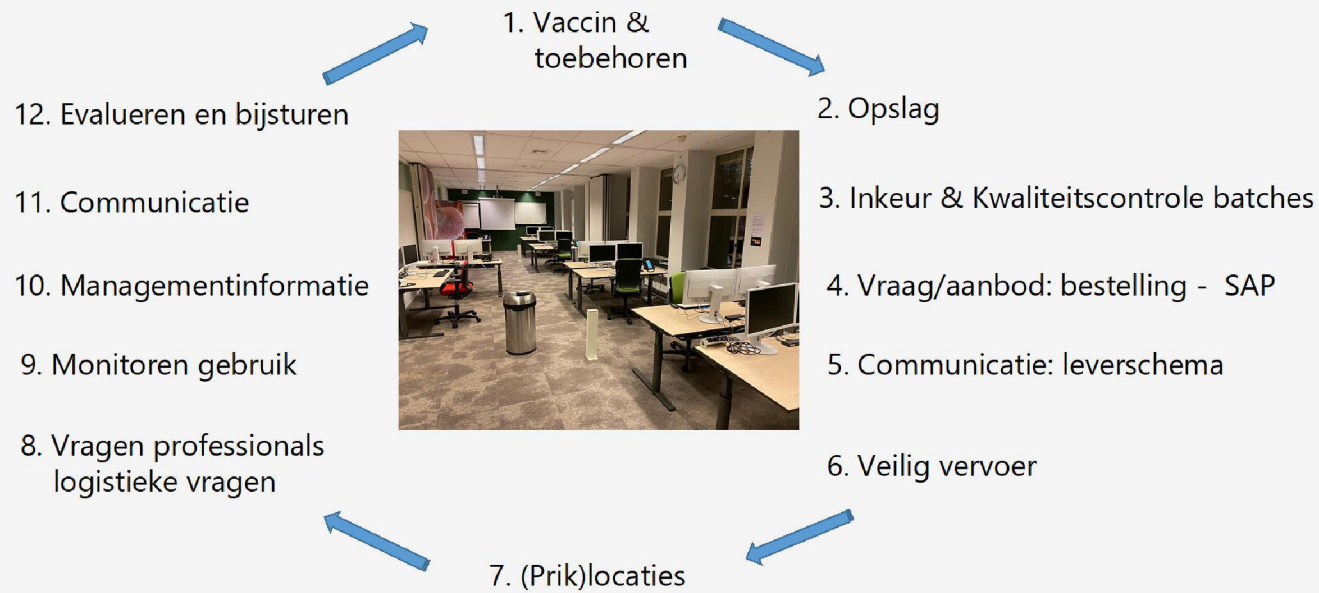 1. Vaccin &
toebehoren
2. Opslag
3. Inkeur & Kwaliteitscontrole batches
4. Vraag/aanbod: bestelling - SAP
5. Communicatie: leverschema
6. Veilig vervoer
7. (Prik)locaties
8. Vragen professionals
logistieke vragen
9. Monitoren gebruik
10. Managementinformatie
11. Communicatie
12. Evalueren en bijsturen